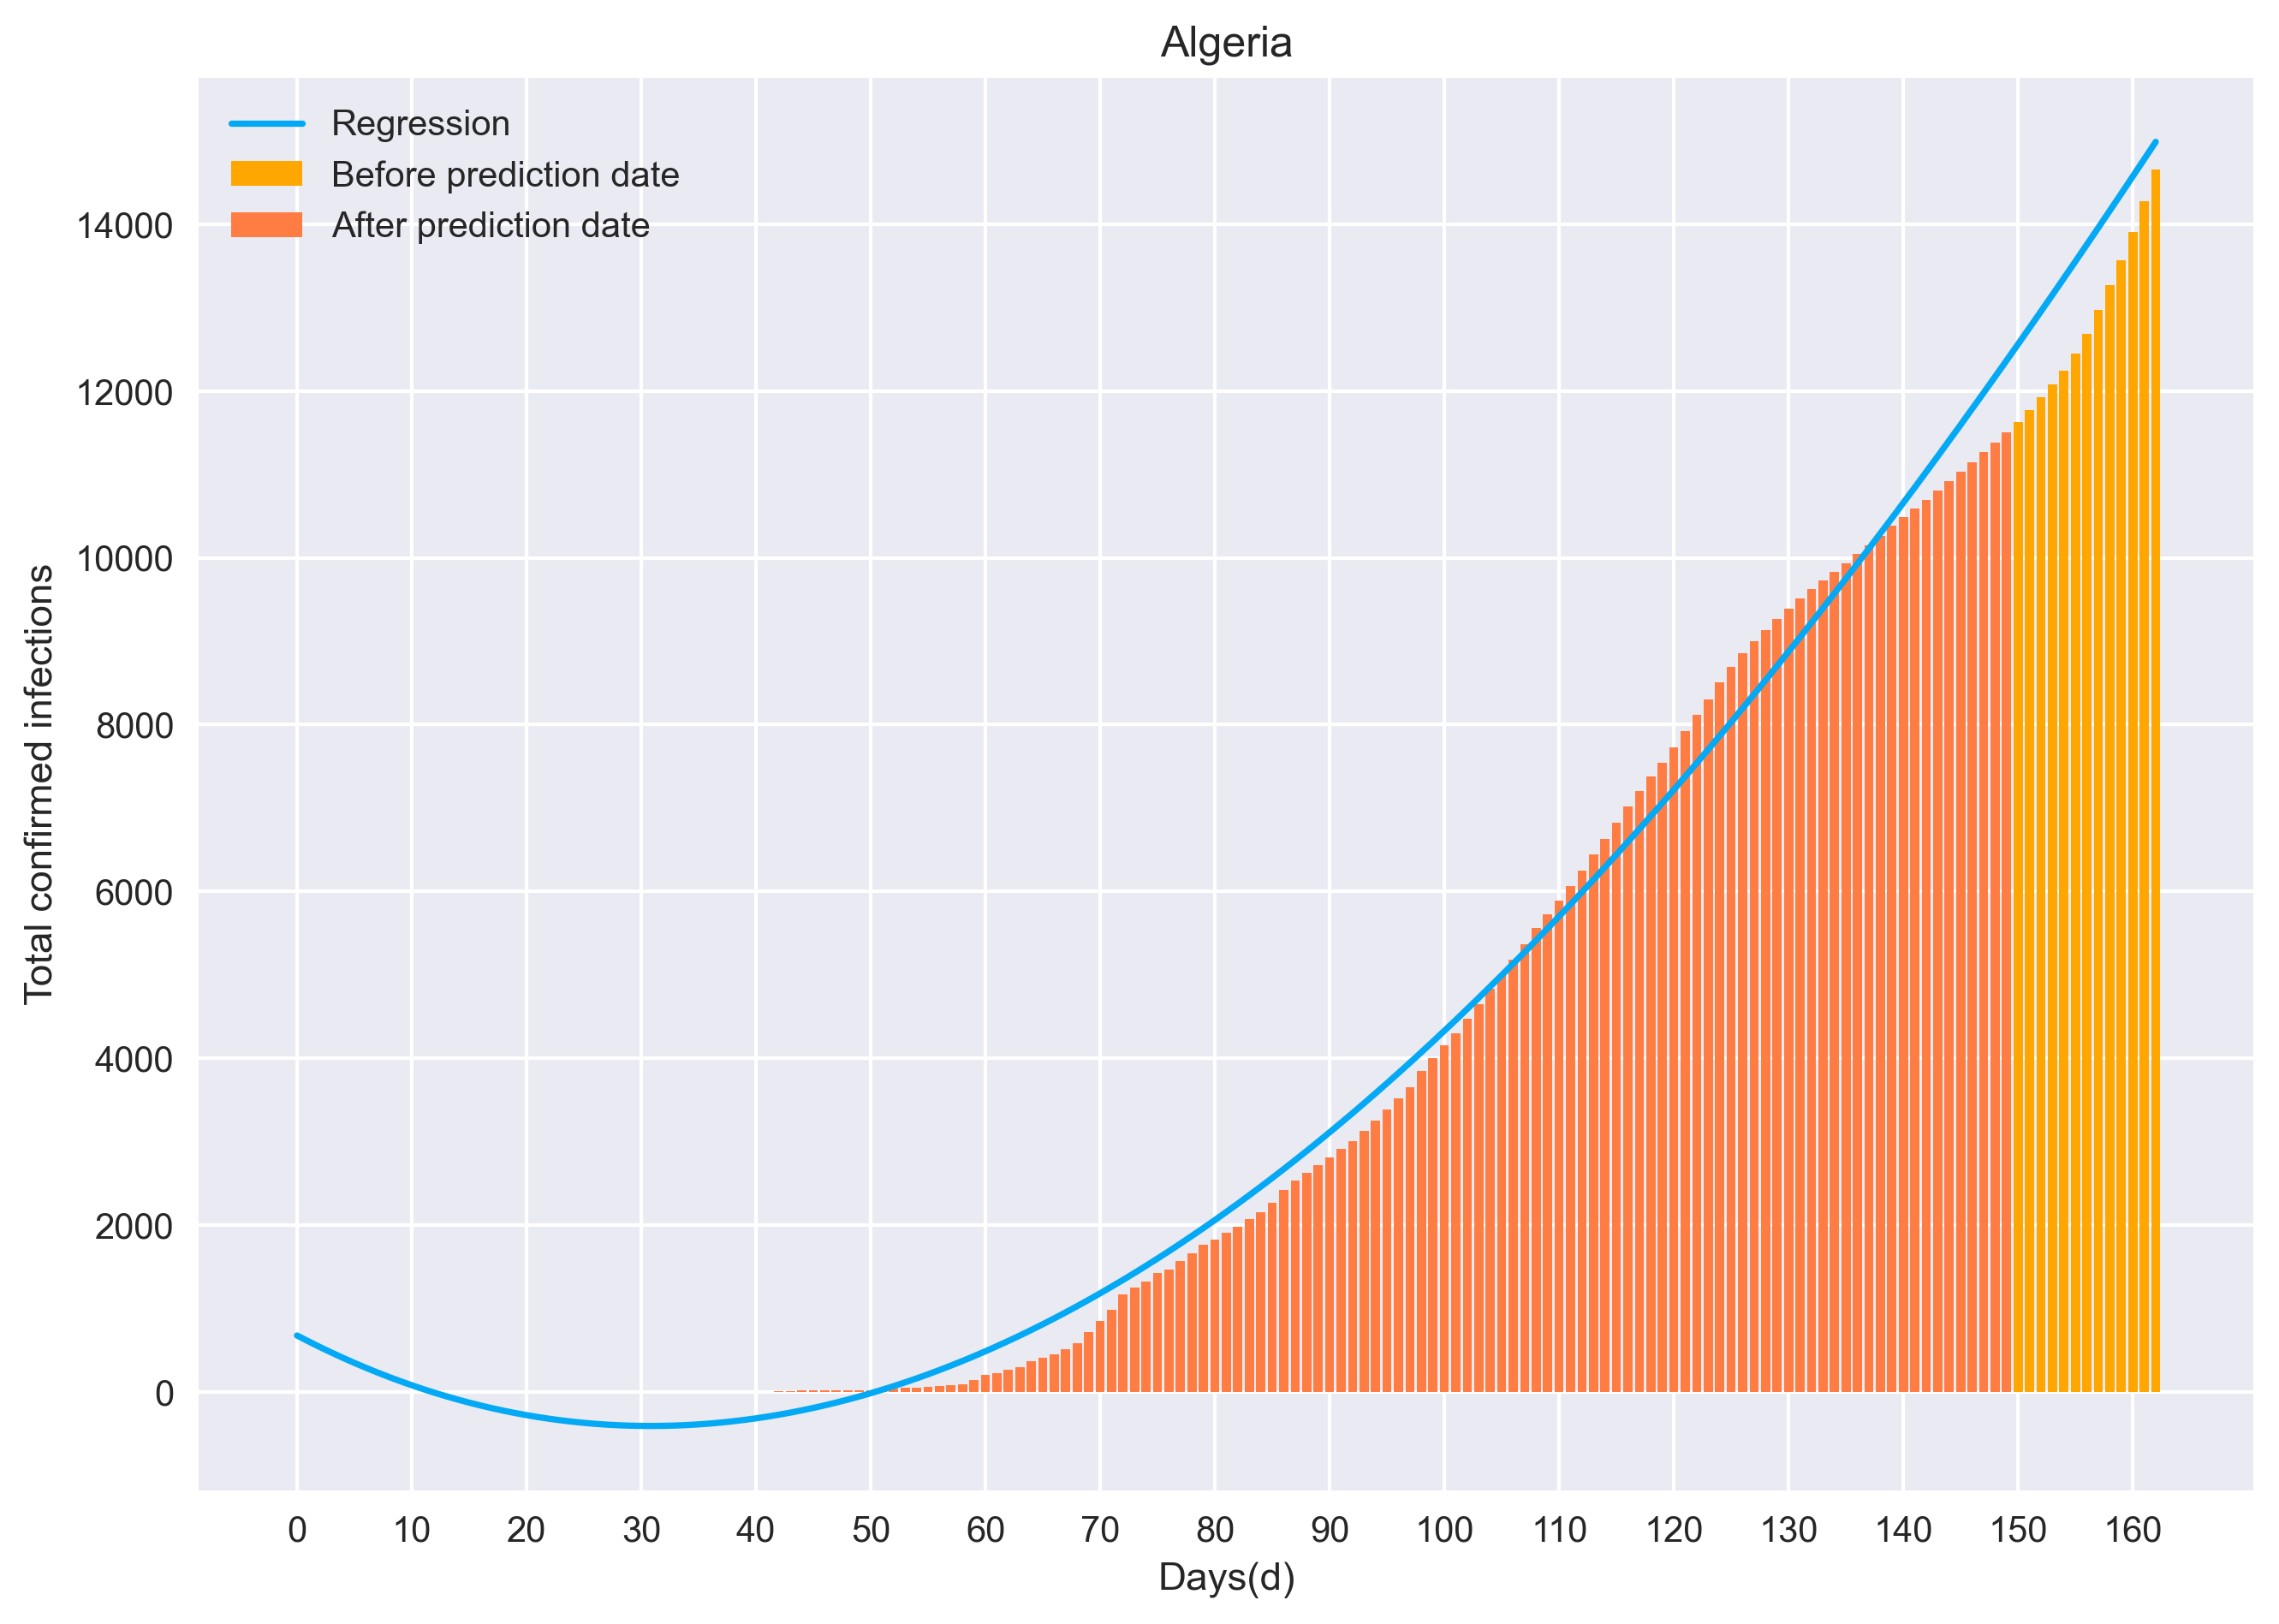 Algeria
Regression
Before prediction date
After prediction date
14000
12000
10000
8000
6000
4000
2000
0
Total confirmed infections
0 10 20 30 40 50 60 70 80 90 100 110 120 130 140 150 160
Days(d)